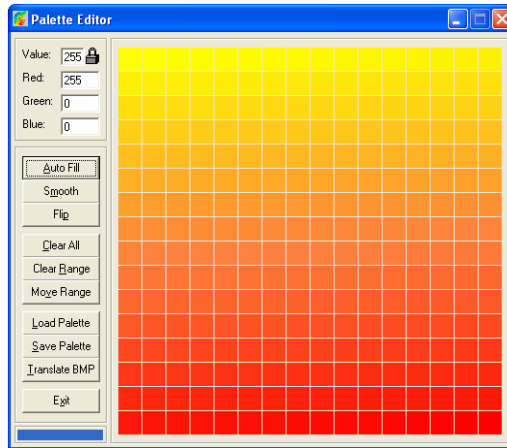 Palette Editor
Value: 255
Red: 255
Green: 0
Blue: 0
Auto Fill
Smooth
Flip
Clear All
Clear Range
Move Range
Load Palette
Save Palette
Translate BMP
Exit